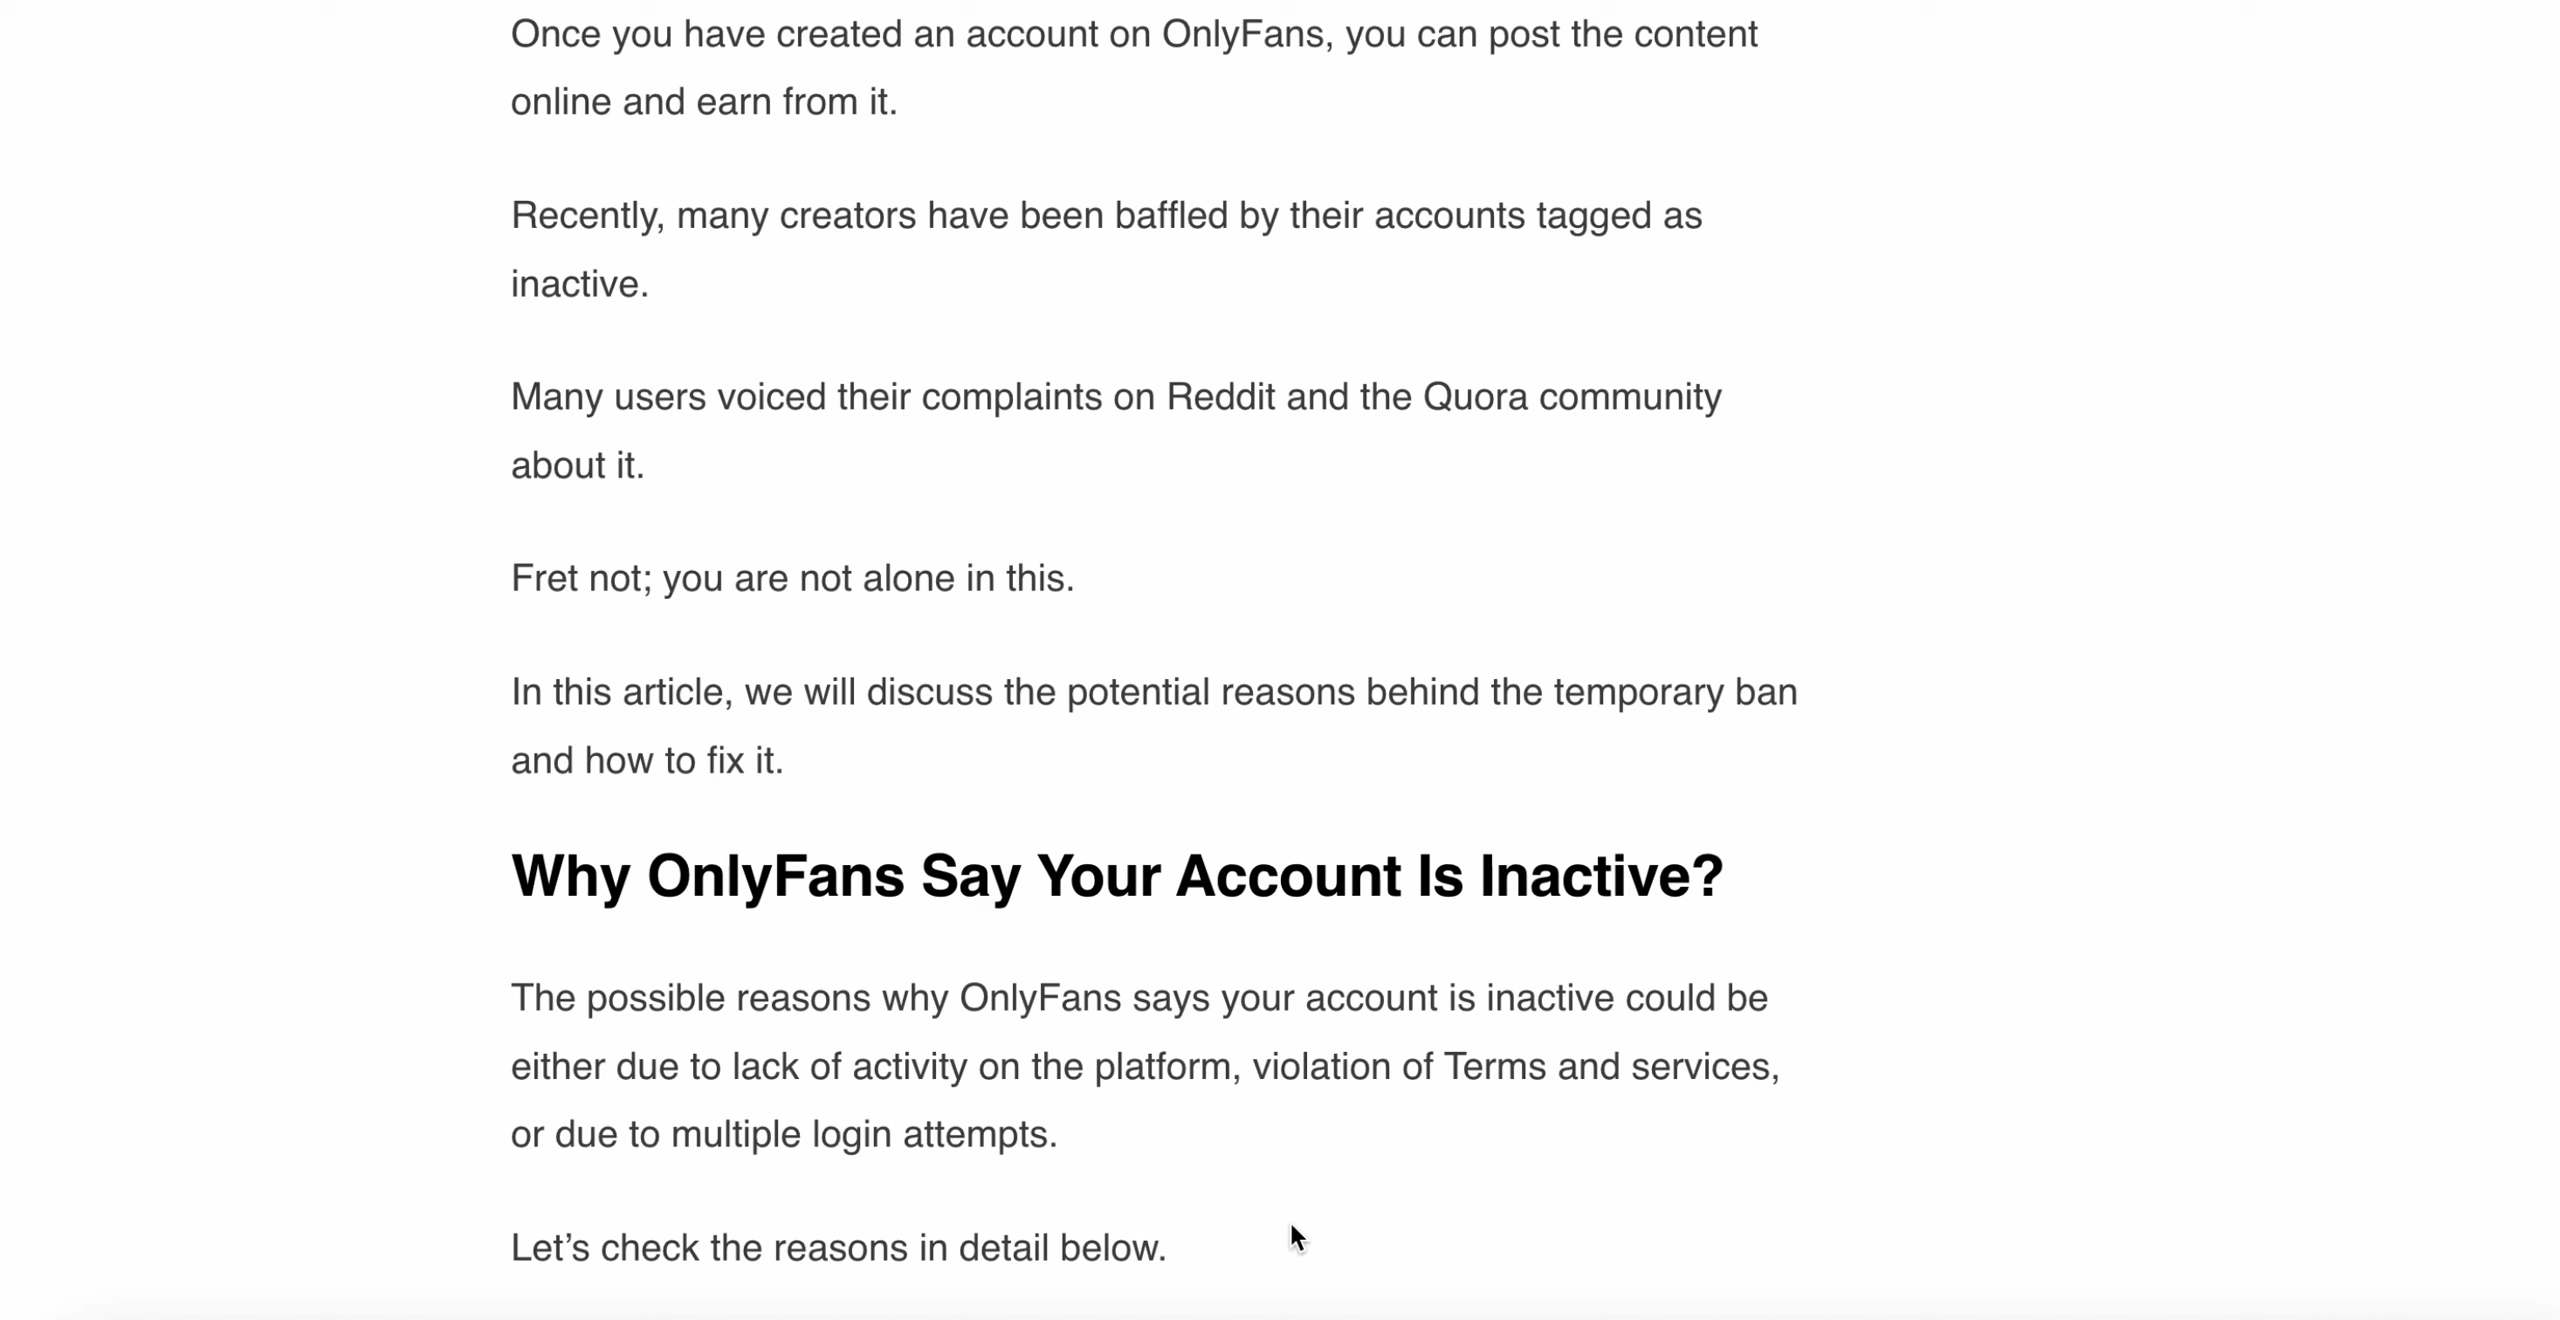 Once you have created an account on OnlyFans, you can post the content
online and earn from it.
Recently, many creators have been baffled by their accounts tagged as
inactive.
Many users voiced their complaints on Reddit and the Quora community
about it.
Fret not; you are not alone in this.
In this article, we will discuss the potential reasons behind the temporary ban
and how to fix it.
Why OnlyFans Say Your Account Is Inactive?
The possible reasons why OnlyFans says your account is inactive could be
either due to lack of activity on the platform, violation of Terms and services,
or due to multiple login attempts.
Let’s check the reasons in detail below.